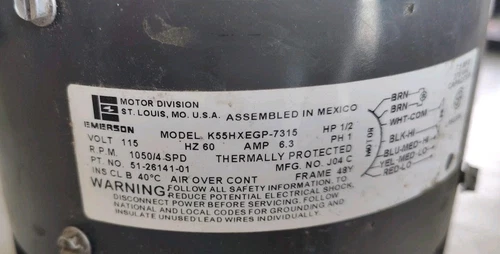 MOTOR DIVISION
ST. LOUIS, MO. U.S.A. ASSEMBLED IN MEXICO
EMERSON
MODEL K55HXEGP-7315 HP 1/2
VOLT 115 HZ 60 AMP 6.3 PH 1
R.P.M. 1050/4.SPD THERMALLY PROTECTED
PT. NO. 51-26141-01 MFG. NO. J04 C
INS.CL B 40°C AIR OVER CONT FRAME 48Y
WARNING FOLLOW ALL SAFETY INFORMATION. TO
REDUCE POTENTIAL ELECTRICAL SHOCK,
DISCONNECT POWER BEFORE SERVICING. FOLLOW
NATIONAL AND LOCAL CODES FOR GROUNDING AND
INSULATE UNUSED LEAD WIRES INDIVIDUALLY.
BRN
BRN
WHT-COM
BLK-HI
BLU-MED-HI
YEL-MED-LO
RED-LO